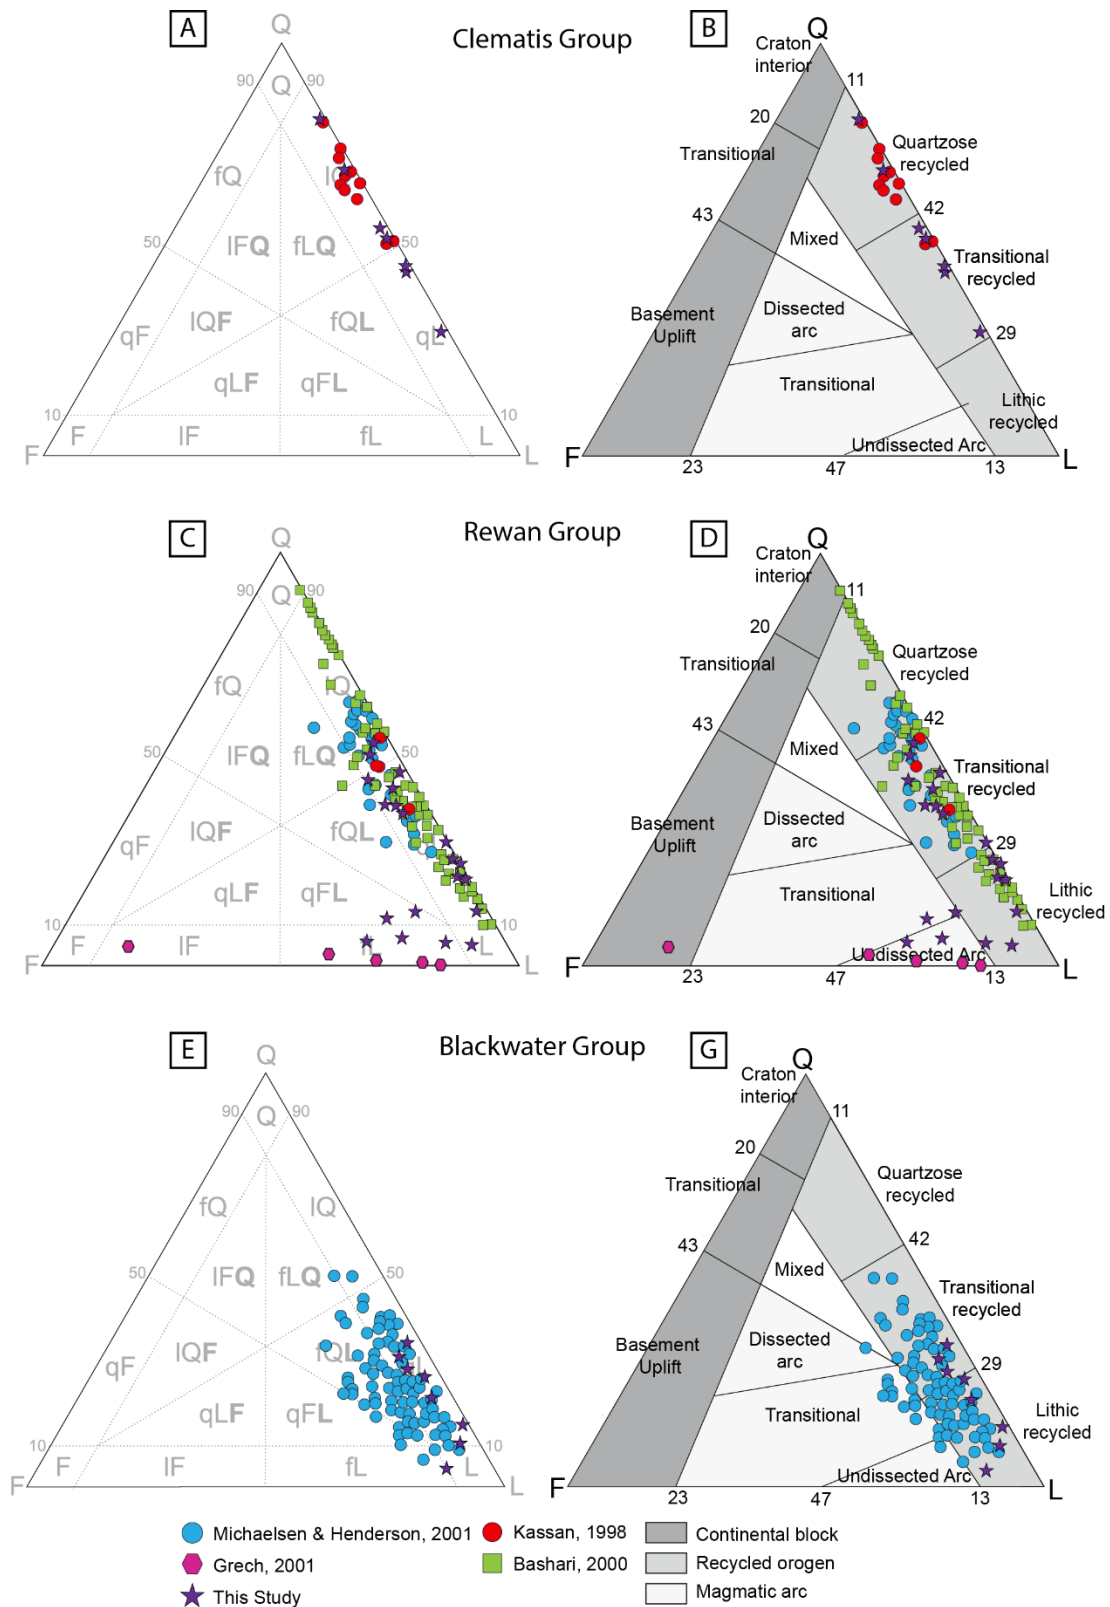 A
Clematis Group
B
Q
90
Q
90
fQ
lQ
50
lFQ
fLQ
50
qF
lQF
fQL
qL
qLF
qFL
10
F
lF
fL
L
10
F
L
Q
Craton
interior
11
20
Transitional
Quartzose
recycled
43
42
Mixed
Transitional
recycled
Basement
Uplift
Dissected
arc
29
Transitional
Lithic
recycled
Undissected Arc
F
23
47
13
L
C
Rewan Group
D
Q
90
Q
90
fQ
lQ
50
lFQ
fLQ
50
qF
lQF
fQL
qLF
qFL
10
F
lF
fL
L
10
F
L
Q
Craton
interior
11
20
Transitional
Quartzose
recycled
43
42
Mixed
Transitional
recycled
Basement
Uplift
Dissected
arc
29
Transitional
Lithic
recycled
Undissected Arc
F
23
47
13
L
E
Blackwater Group
G
Q
90
Q
90
fQ
lQ
50
lFQ
fLQ
50
qF
lQF
fQL
qLF
qFL
10
F
lF
fL
L
10
F
L
Q
Craton
interior
11
20
Transitional
Quartzose
recycled
43
42
Mixed
Transitional
recycled
Basement
Uplift
Dissected
arc
29
Transitional
Lithic
recycled
Undissected Arc
F
23
47
13
L
Michaelsen & Henderson, 2001
Kassan, 1998
Continental block
Grech, 2001
Bashari, 2000
Recycled orogen
This Study
Magmatic arc